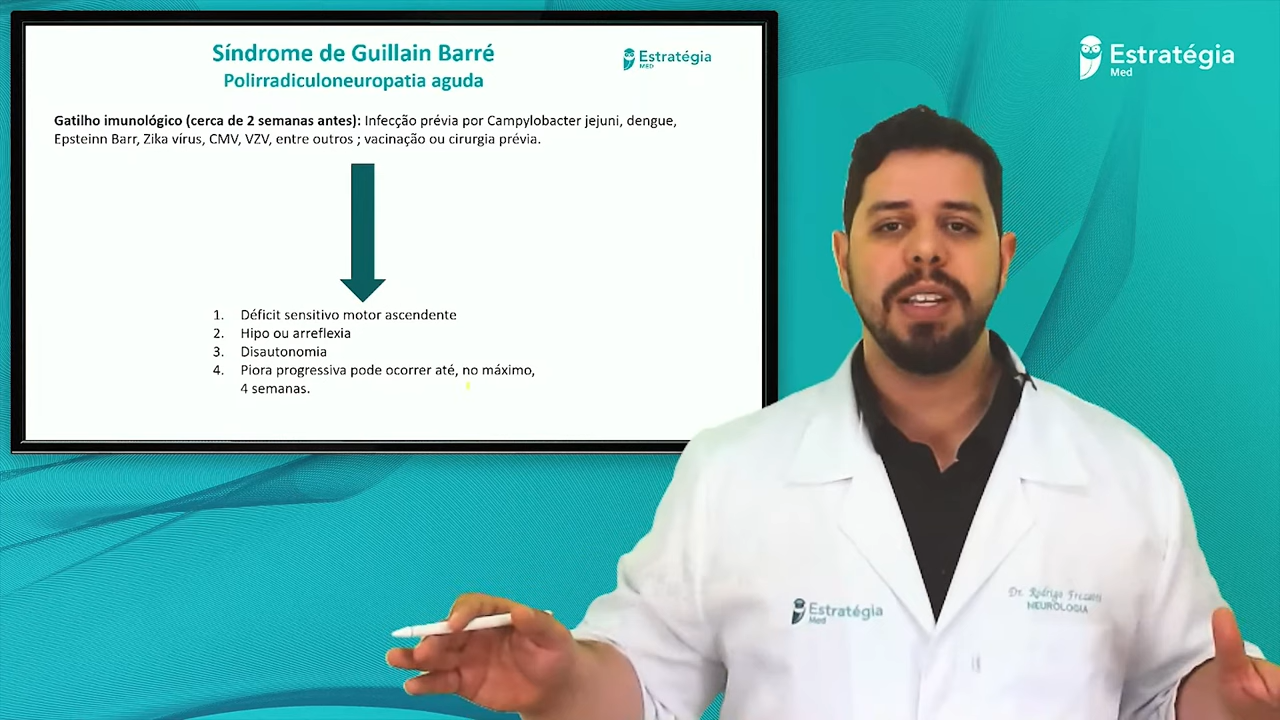 Síndrome de Guillain Barré
Polirradiculoneuropatia aguda
Estratégia
MED
Gatilho imunológico (cerca de 2 semanas antes): Infecção prévia por Campylobacter jejuni, dengue,
Epsteinn Barr, Zika vírus, CMV, VZV, entre outros ; vacinação ou cirurgia prévia.
1. Déficit sensitivo motor ascendente
2. Hipo ou arreflexia
3. Disautonomia
4. Piora progressiva pode ocorrer até, no máximo,
4 semanas.
Estratégia
Med
Estratégia
Med
Dr. Rodrigo
NEUROLOGIA